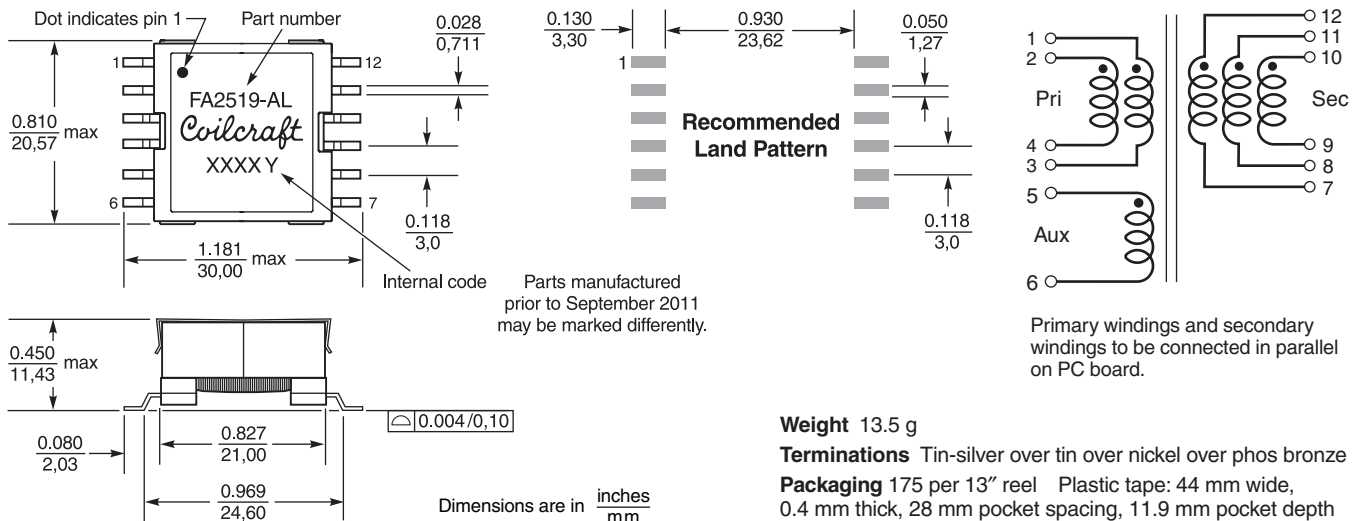 Dot indicates pin 1
Part number
0.028
0,711
0.130
3,30
0.930
23,62
0.050
1,27
1
12
FA2519-AL
Coilcraft
XXXX Y
0.810
20,57
max
6
7
0.118
3,0
1.181
30,00
max
Internal code
1
Recommended
Land Pattern
0.118
3,0
Parts manufactured
prior to September 2011
may be marked differently.
1
2
Pri
4
3
5
Aux
6
12
11
10
Sec
9
8
7
Primary windings and secondary
windings to be connected in parallel
on PC board.
0.450
11,43
max
0.004/0,10
0.080
2,03
0.827
21,00
0.969
24,60
Dimensions are in inches
mm
Weight 13.5 g
Terminations Tin-silver over tin over nickel over phos bronze
Packaging 175 per 13″ reel Plastic tape: 44 mm wide,
0.4 mm thick, 28 mm pocket spacing, 11.9 mm pocket depth